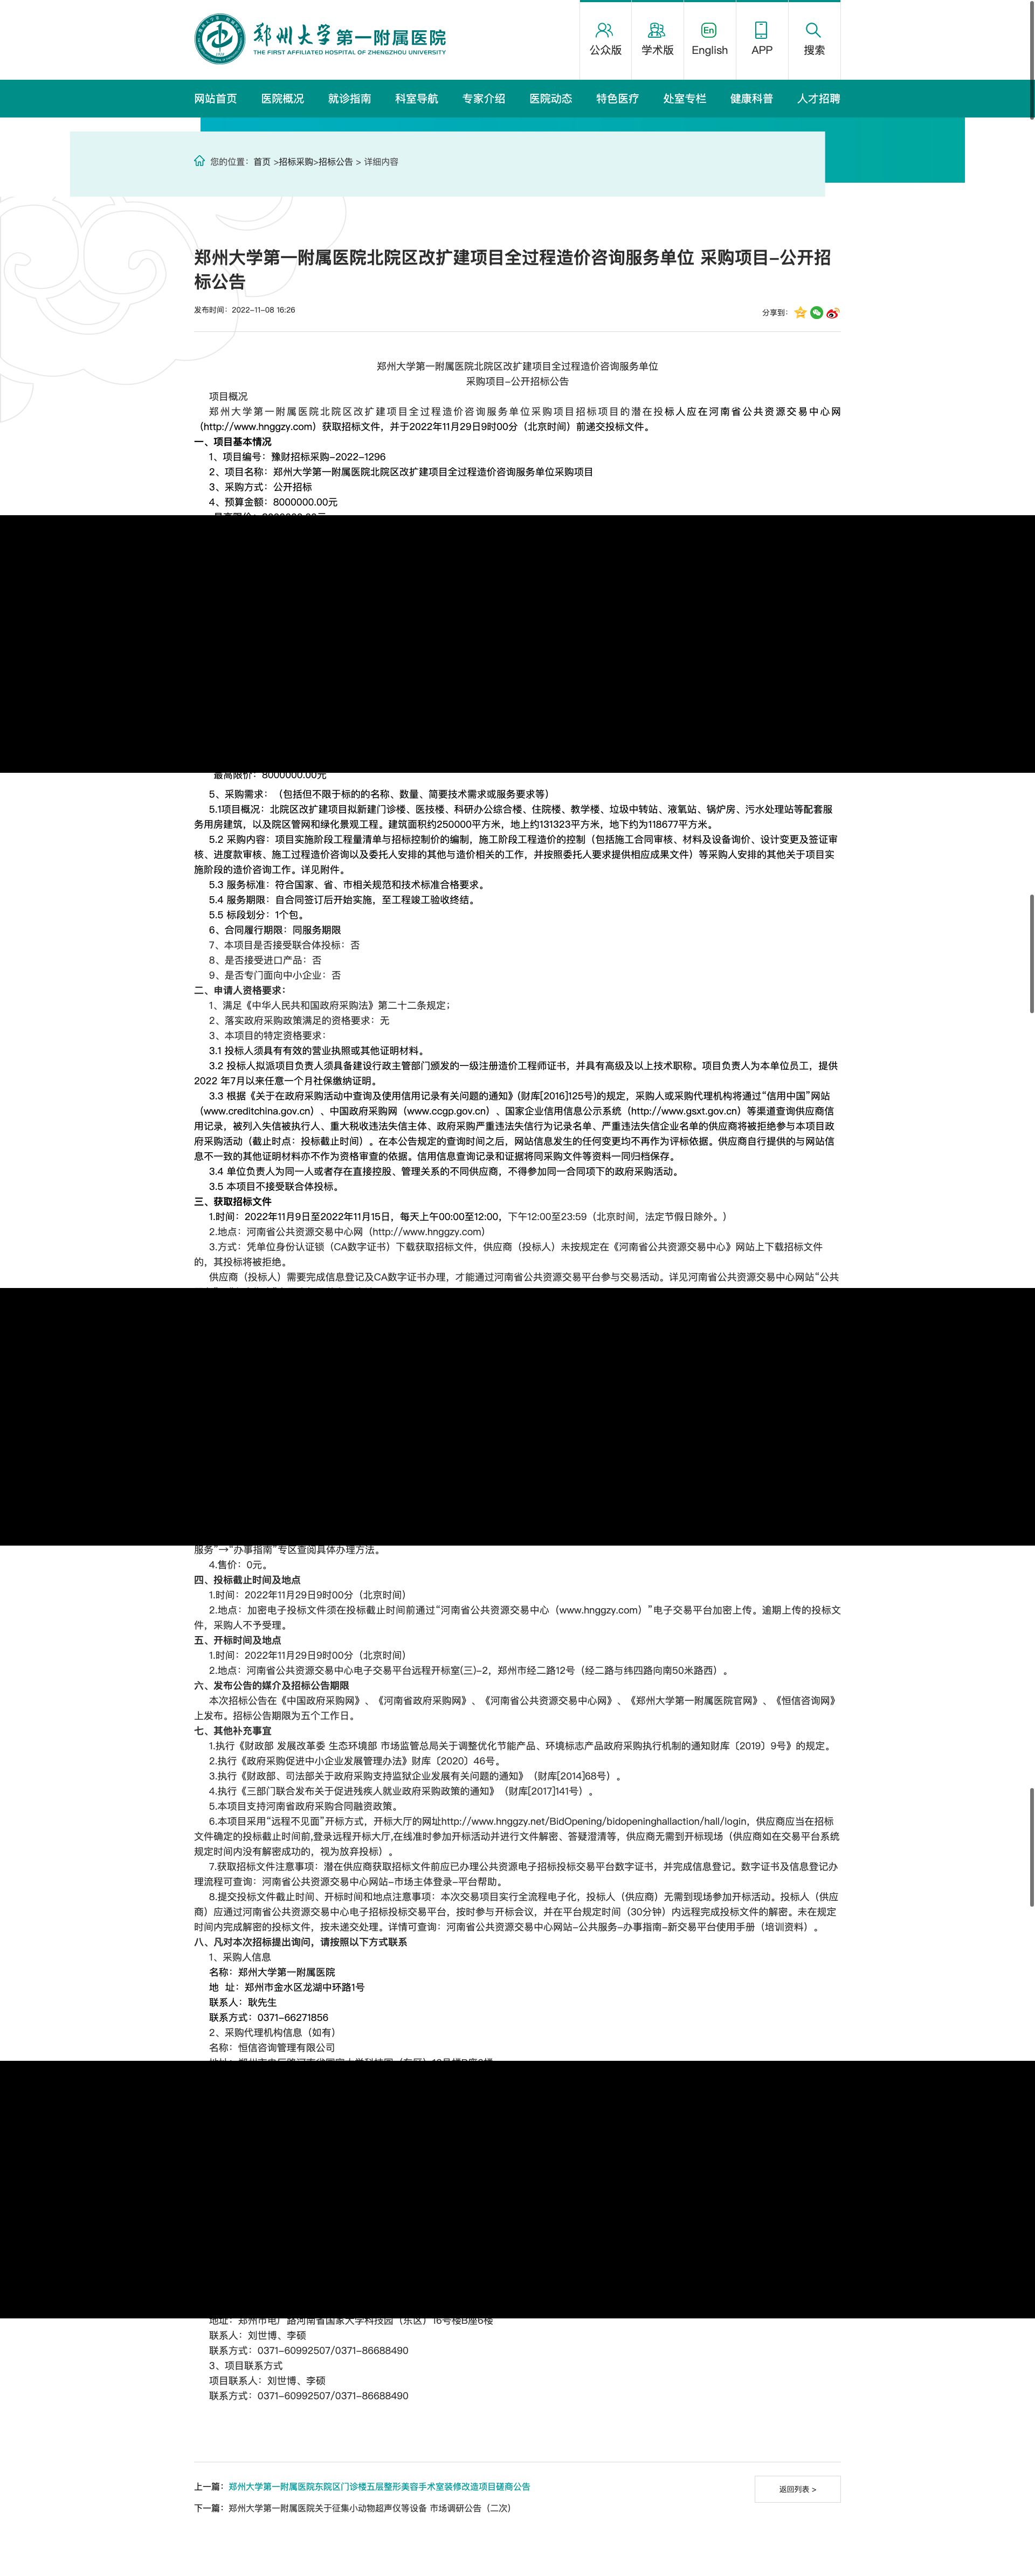 郑州大学第一附属医院
THE FIRST AFFILIATED HOSPITAL OF ZHENGZHOU UNIVERSITY
公众版 学术版 English APP 搜索
网站首页 医院概况 就诊指南 科室导航 专家介绍 医院动态 特色医疗 处室专栏 健康科普 人才招聘
您的位置：首页 >招标采购>招标公告 > 详细内容
郑州大学第一附属医院北院区改扩建项目全过程造价咨询服务单位 采购项目-公开招
标公告
发布时间：2022-11-08 16:26
分享到：
郑州大学第一附属医院北院区改扩建项目全过程造价咨询服务单位
采购项目-公开招标公告
项目概况
郑州大学第一附属医院北院区改扩建项目全过程造价咨询服务单位采购项目招标项目的潜在投标人应在河南省公共资源交易中心网
（http://www.hnggzy.com）获取招标文件，并于2022年11月29日9时00分（北京时间）前递交投标文件。
一、项目基本情况
1、项目编号：豫财招标采购-2022-1296
2、项目名称：郑州大学第一附属医院北院区改扩建项目全过程造价咨询服务单位采购项目
3、采购方式：公开招标
4、预算金额：8000000.00元
最高限价：8000000.00元
5、采购需求：（包括但不限于标的的名称、数量、简要技术需求或服务要求等）
5.1项目概况：北院区改扩建项目拟新建门诊楼、医技楼、科研办公综合楼、住院楼、教学楼、垃圾中转站、液氧站、锅炉房、污水处理站等配套服
务用房建筑，以及院区管网和绿化景观工程。建筑面积约250000平方米，地上约131323平方米，地下约为118677平方米。
5.2 采购内容：项目实施阶段工程量清单与招标控制价的编制，施工阶段工程造价的控制（包括施工合同审核、材料及设备询价、设计变更及签证审
核、进度款审核、施工过程造价咨询以及委托人安排的其他与造价相关的工作，并按照委托人要求提供相应成果文件）等采购人安排的其他关于项目实
施阶段的造价咨询工作。详见附件。
5.3 服务标准：符合国家、省、市相关规范和技术标准合格要求。
5.4 服务期限：自合同签订后开始实施，至工程竣工验收终结。
5.5 标段划分：1个包。
6、合同履行期限：同服务期限
7、本项目是否接受联合体投标：否
8、是否接受进口产品：否
9、是否专门面向中小企业：否
二、申请人资格要求：
1、满足《中华人民共和国政府采购法》第二十二条规定；
2、落实政府采购政策满足的资格要求：无
3、本项目的特定资格要求：
3.1 投标人须具有有效的营业执照或其他证明材料。
3.2 投标人拟派项目负责人须具备建设行政主管部门颁发的一级注册造价工程师证书，并具有高级及以上技术职称。项目负责人为本单位员工，提供
2022 年7月以来任意一个月社保缴纳证明。
3.3 根据《关于在政府采购活动中查询及使用信用记录有关问题的通知》(财库[2016]125号)的规定，采购人或采购代理机构将通过“信用中国”网站
（www.creditchina.gov.cn）、中国政府采购网（www.ccgp.gov.cn）、国家企业信用信息公示系统（http://www.gsxt.gov.cn）等渠道查询供应商信
用记录，被列入失信被执行人、重大税收违法失信主体、政府采购严重违法失信行为记录名单、严重违法失信企业名单的供应商将被拒绝参与本项目政
府采购活动（截止时点：投标截止时间）。在本公告规定的查询时间之后，网站信息发生的任何变更均不再作为评标依据。供应商自行提供的与网站信
息不一致的其他证明材料亦不作为资格审查的依据。信用信息查询记录和证据将同采购文件等资料一同归档保存。
3.4 单位负责人为同一人或者存在直接控股、管理关系的不同供应商，不得参加同一合同项下的政府采购活动。
3.5 本项目不接受联合体投标。
三、获取招标文件
1.时间：2022年11月9日至2022年11月15日，每天上午00:00至12:00，下午12:00至23:59（北京时间，法定节假日除外。）
2.地点：河南省公共资源交易中心网（http://www.hnggzy.com）
3.方式：凭单位身份认证锁（CA数字证书）下载获取招标文件，供应商（投标人）未按规定在《河南省公共资源交易中心》网站上下载招标文件
的，其投标将被拒绝。
供应商（投标人）需要完成信息登记及CA数字证书办理，才能通过河南省公共资源交易平台参与交易活动。详见河南省公共资源交易中心网站“公共
服务”→“办事指南”专区查阅具体办理方法。
4.售价：0元。
四、投标截止时间及地点
1.时间：2022年11月29日9时00分（北京时间）
2.地点：加密电子投标文件须在投标截止时间前通过“河南省公共资源交易中心（www.hnggzy.com）”电子交易平台加密上传。逾期上传的投标文
件，采购人不予受理。
五、开标时间及地点
1.时间：2022年11月29日9时00分（北京时间）
2.地点：河南省公共资源交易中心电子交易平台远程开标室(三)-2，郑州市经二路12号（经二路与纬四路向南50米路西）。
六、发布公告的媒介及招标公告期限
本次招标公告在《中国政府采购网》、《河南省政府采购网》、《河南省公共资源交易中心网》、《郑州大学第一附属医院官网》、《恒信咨询网》
上发布。招标公告期限为五个工作日。
七、其他补充事宜
1.执行《财政部 发展改革委 生态环境部 市场监管总局关于调整优化节能产品、环境标志产品政府采购执行机制的通知财库〔2019〕9号》的规定。
2.执行《政府采购促进中小企业发展管理办法》财库〔2020〕46号。
3.执行《财政部、司法部关于政府采购支持监狱企业发展有关问题的通知》（财库[2014]68号）。
4.执行《三部门联合发布关于促进残疾人就业政府采购政策的通知》（财库[2017]141号）。
5.本项目支持河南省政府采购合同融资政策。
6.本项目采用“远程不见面”开标方式，开标大厅的网址http://www.hnggzy.net/BidOpening/bidopeninghallaction/hall/login，供应商应当在招标
文件确定的投标截止时间前,登录远程开标大厅,在线准时参加开标活动并进行文件解密、答疑澄清等，供应商无需到开标现场（供应商如在交易平台系统
规定时间内没有解密成功的，视为放弃投标）。
7.获取招标文件注意事项：潜在供应商获取招标文件前应已办理公共资源电子招标投标交易平台数字证书，并完成信息登记。数字证书及信息登记办
理流程可查询：河南省公共资源交易中心网站-市场主体登录-平台帮助。
8.提交投标文件截止时间、开标时间和地点注意事项：本次交易项目实行全流程电子化，投标人（供应商）无需到现场参加开标活动。投标人（供应
商）应通过河南省公共资源交易中心电子招标投标交易平台，按时参与开标会议，并在平台规定时间（30分钟）内远程完成投标文件的解密。未在规定
时间内完成解密的投标文件，按未递交处理。详情可查询：河南省公共资源交易中心网站-公共服务-办事指南-新交易平台使用手册（培训资料）。
八、凡对本次招标提出询问，请按照以下方式联系
1、采购人信息
名称：郑州大学第一附属医院
地 址：郑州市金水区龙湖中环路1号
联系人：耿先生
联系方式：0371-66271856
2、采购代理机构信息（如有）
名称：恒信咨询管理有限公司
地址：郑州市电厂路河南省国家大学科技园（东区）16号楼B座6楼
联系人：刘世博、李硕
联系方式：0371-60992507/0371-86688490
3、项目联系方式
项目联系人：刘世博、李硕
联系方式：0371-60992507/0371-86688490
上一篇：郑州大学第一附属医院东院区门诊楼五层整形美容手术室装修改造项目磋商公告
返回列表 >
下一篇：郑州大学第一附属医院关于征集小动物超声仪等设备 市场调研公告（二次）